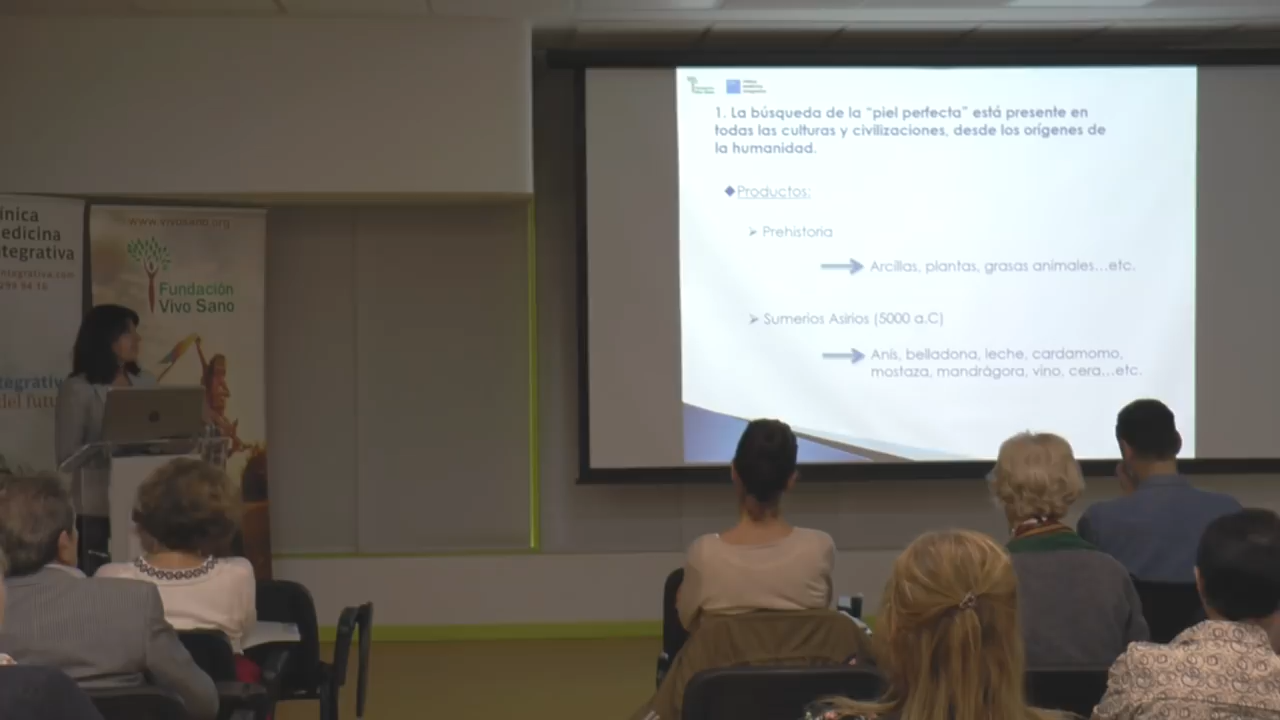 ínica
edicina
tegrativa
ntegrativa.com
tegrativ
del futu
www.vivosano.org
Fundación
Vivo Sano
1. La búsqueda de la “piel perfecta” está presente en
todas las culturas y civilizaciones, desde los orígenes de
la humanidad.
Productos:
Prehistoria
Arcillas, plantas, grasas animales...etc.
Sumerios Asirios (5000 a.C)
Anís, belladona, leche, cardamomo,
mostaza, mandrágora, vino, cera...etc.